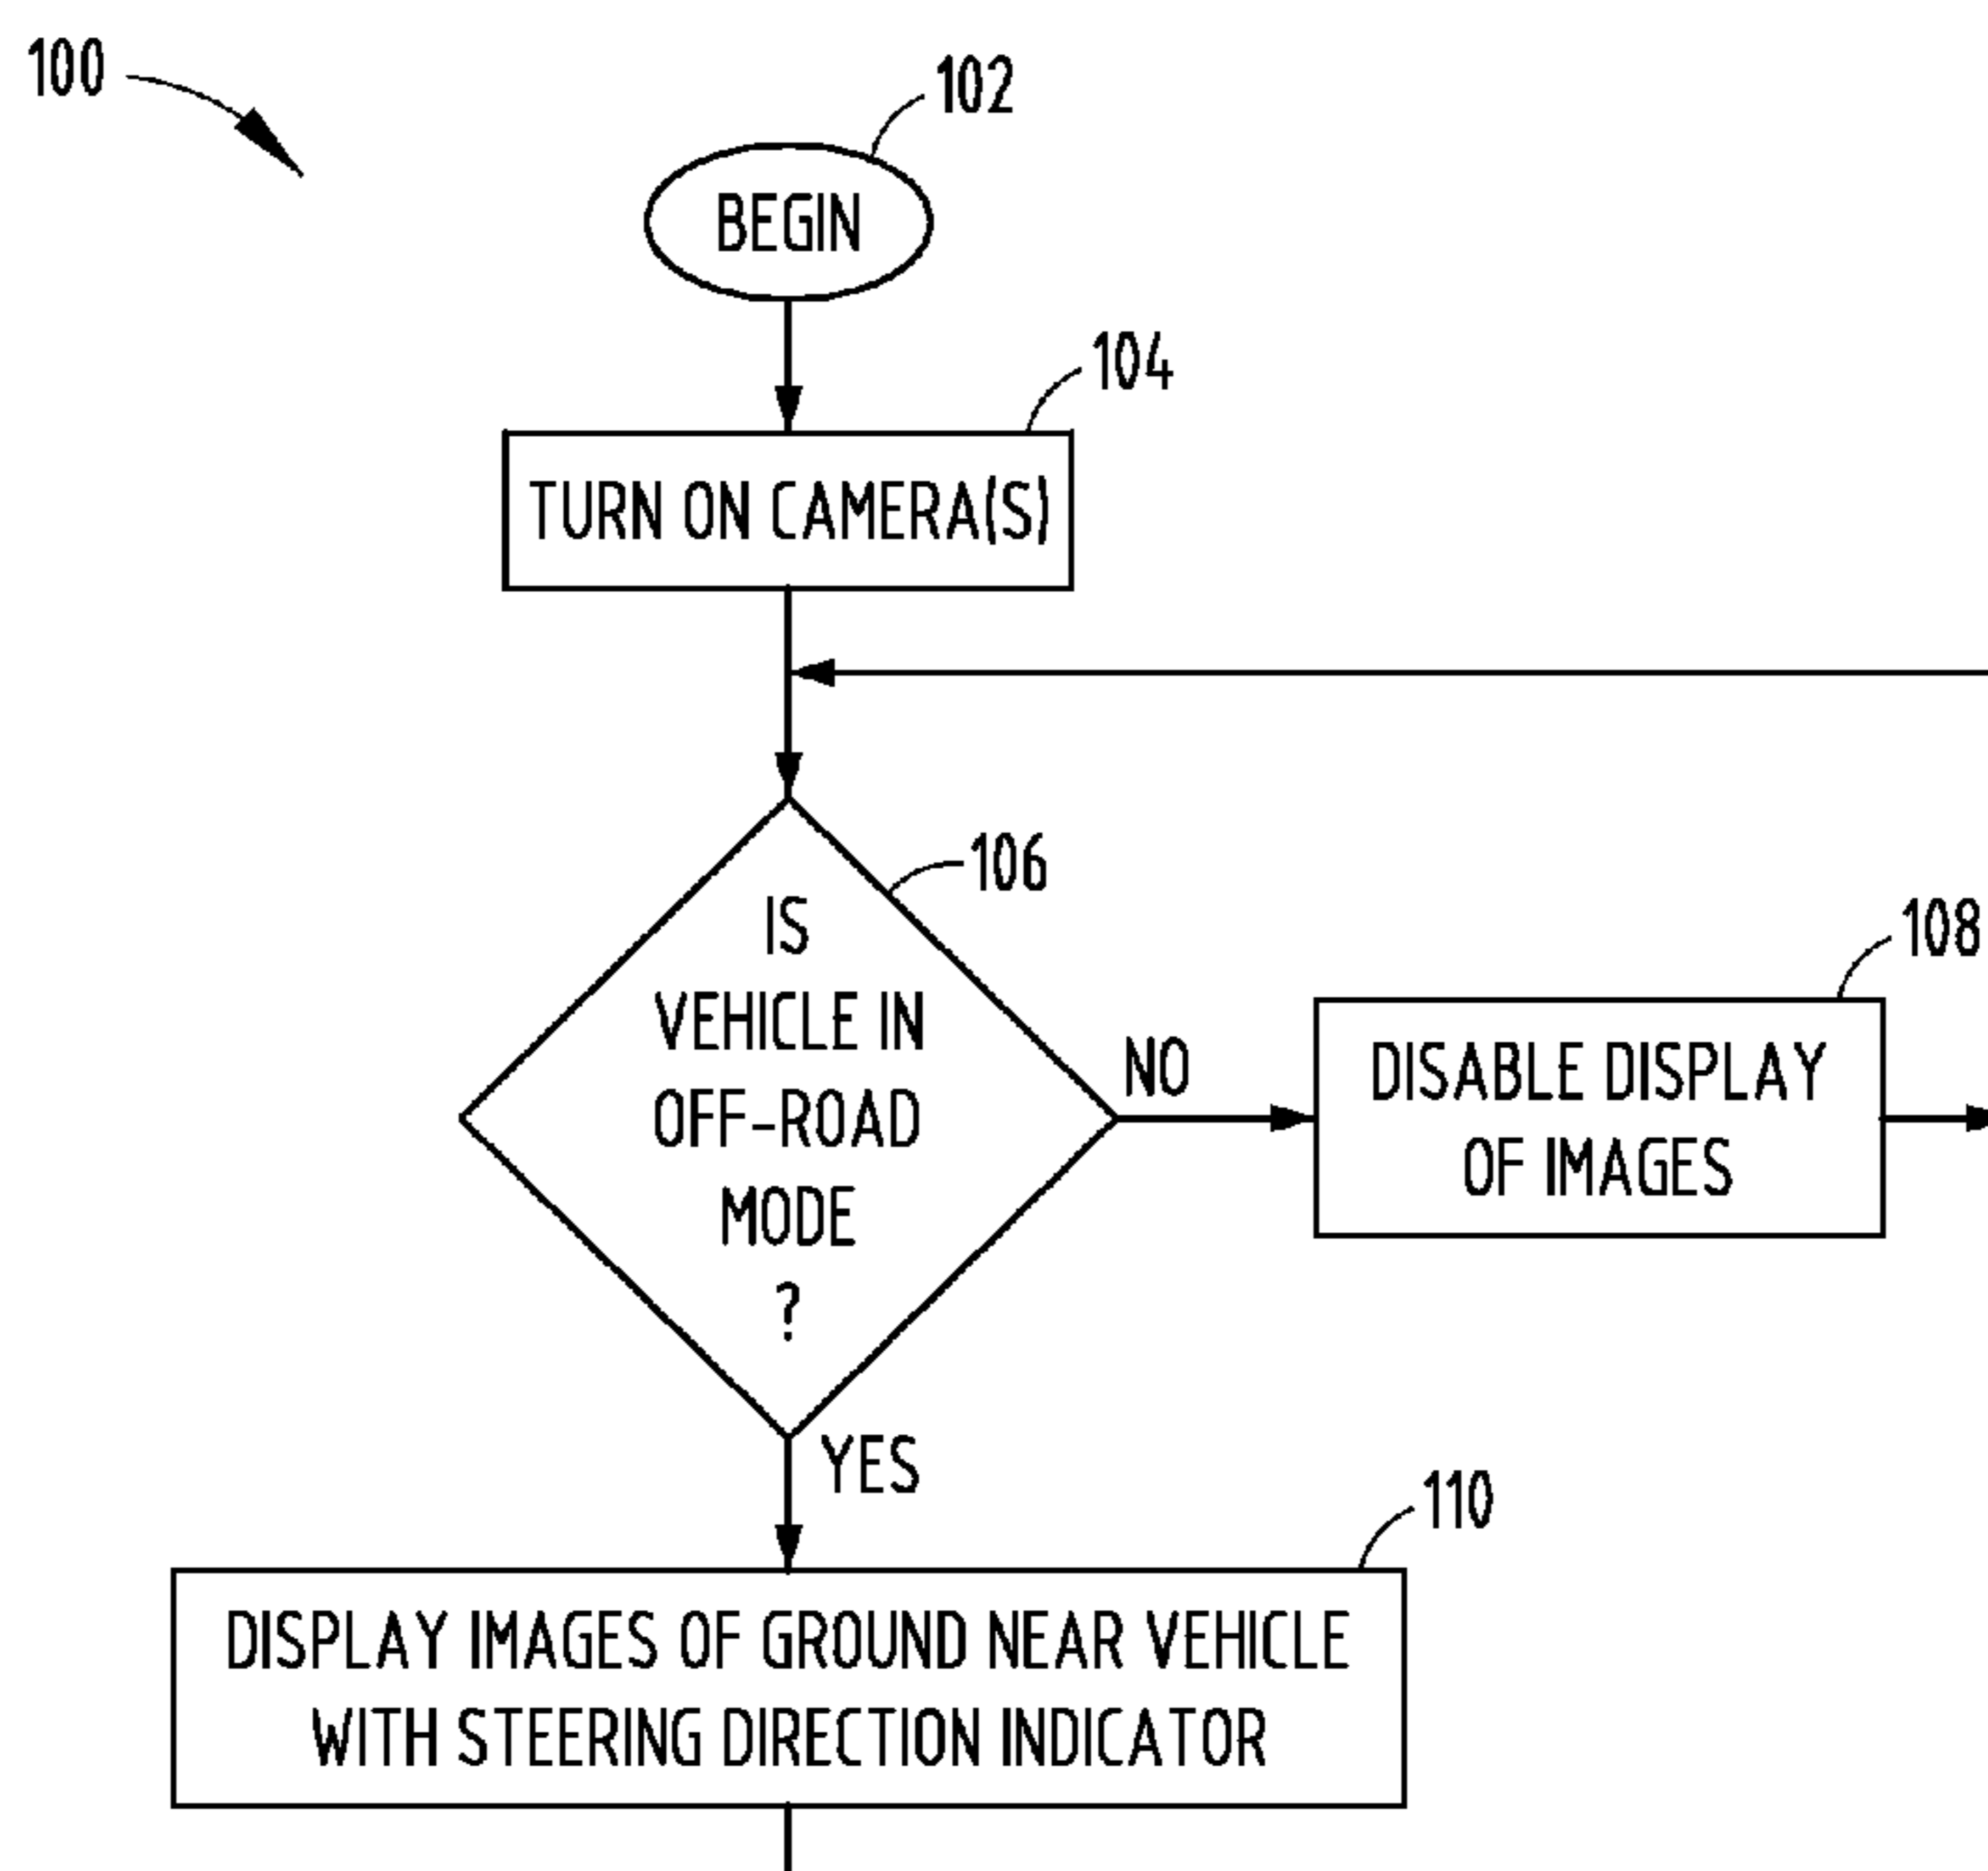 100
102
BEGIN
104
TURN ON CAMERA(S)
106
IS
VEHICLE IN
OFF-ROAD
MODE
?
NO
108
DISABLE DISPLAY
OF IMAGES
YES
110
DISPLAY IMAGES OF GROUND NEAR VEHICLE
WITH STEERING DIRECTION INDICATOR